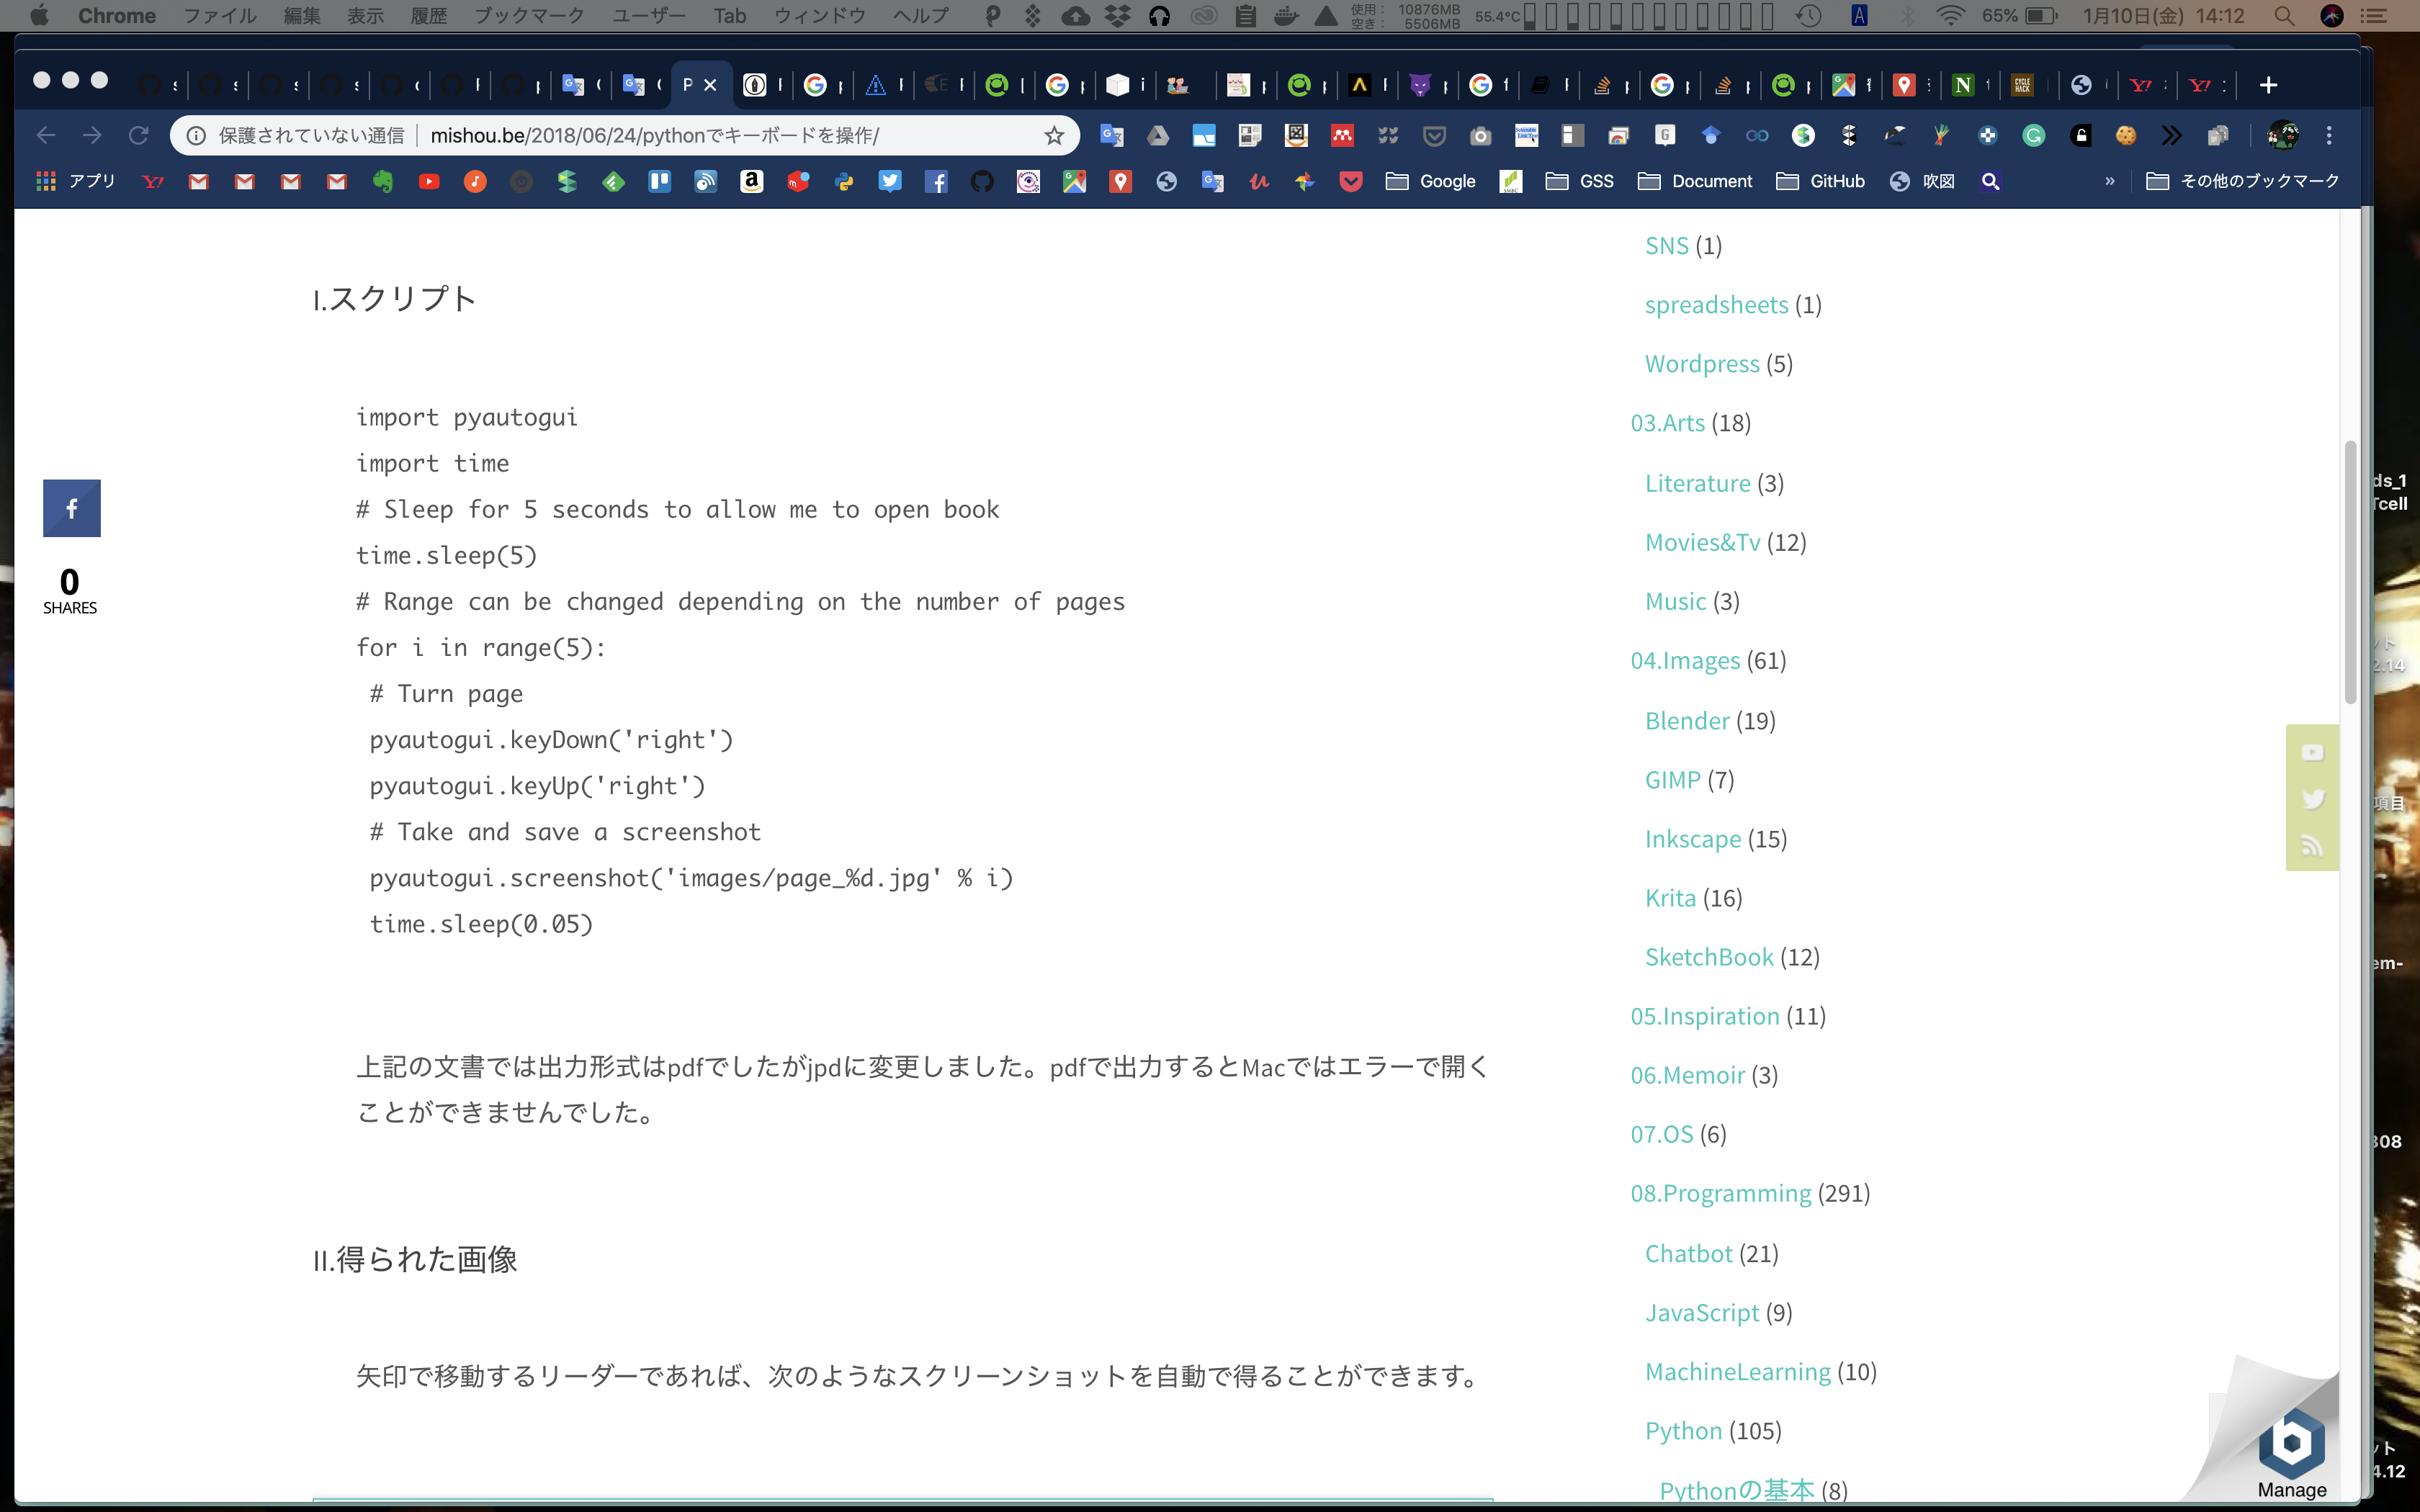 Chrome ファイル 編集 表示 履歴 ブックマーク ユーザー Tab ウィンドウ ヘルプ 使用: 10876MB 空き: 5506MB 55.4°C A 65% 1月10日(金) 14:12
保護されていない通信 mishou.be/2018/06/24/pythonでキーボードを操作/
アプリ Google GSS Document GitHub 吹図 » その他のブックマーク
I.スクリプト
import pyautogui
import time
# Sleep for 5 seconds to allow me to open book
time.sleep(5)
# Range can be changed depending on the number of pages
for i in range(5):
# Turn page
pyautogui.keyDown('right')
pyautogui.keyUp('right')
# Take and save a screenshot
pyautogui.screenshot('images/page_%d.jpg' % i)
time.sleep(0.05)
上記の文書では出力形式はpdfでしたがjpdに変更しました。pdfで出力するとMacではエラーで開く
ことができませんでした。
II.得られた画像
矢印で移動するリーダーであれば、次のようなスクリーンショットを自動で得ることができます。
0
SHARES
SNS (1)
spreadsheets (1)
Wordpress (5)
03.Arts (18)
Literature (3)
Movies&Tv (12)
Music (3)
04.Images (61)
Blender (19)
GIMP (7)
Inkscape (15)
Krita (16)
SketchBook (12)
05.Inspiration (11)
06.Memoir (3)
07.OS (6)
08.Programming (291)
Chatbot (21)
JavaScript (9)
MachineLearning (10)
Python (105)
Pythonの基本 (8)
Manage
ds_1
Tcell
ット
2.14
項目
em-
308
ット
4.12